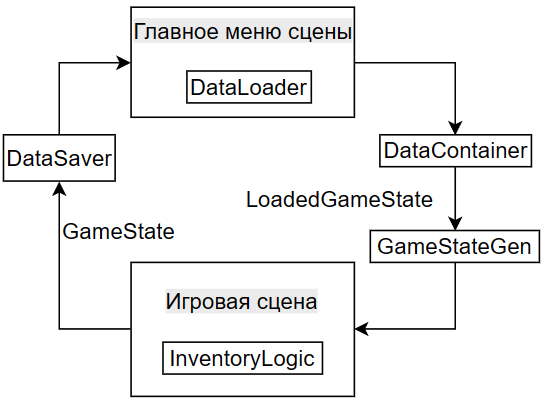 Главное меню сцены
DataLoader
DataSaver
DataContainer
LoadedGameState
GameState
GameStateGen
Игровая сцена
InventoryLogic